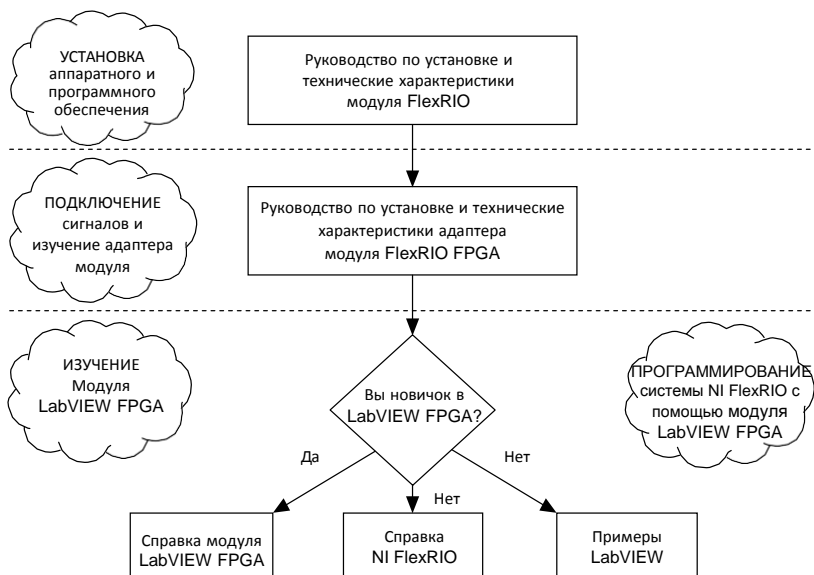 УСТАНОВКА
аппаратного и
программного
обеспечения
Руководство по установке и
технические характеристики
модуля FlexRIO
ПОДКЛЮЧЕНИЕ
сигналов и
изучение адаптера
модуля
Руководство по установке и технические
характеристики адаптера
модуля FlexRIO FPGA
ИЗУЧЕНИЕ
Модуля
LabVIEW FPGA
Вы новичок в
LabVIEW FPGA?
ПРОГРАММИРОВАНИЕ
системы NI FlexRIO с
помощью модуля
LabVIEW FPGA
Да
Нет
Нет
Справка модуля
LabVIEW FPGA
Справка
NI FlexRIO
Примеры
LabVIEW